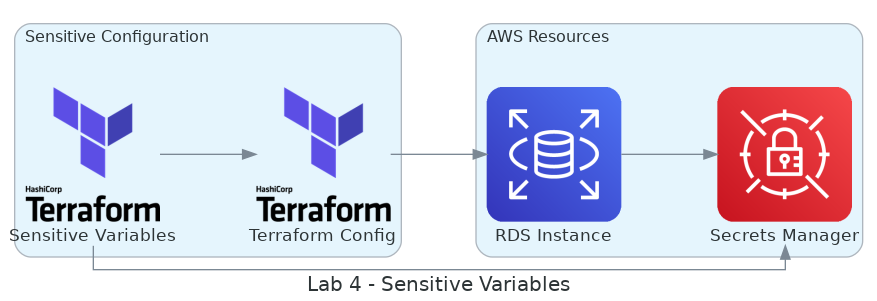 Sensitive Configuration
AWS Resources
HashiCorp
Terraform
HashiCorp
Terraform
Sensitive Variables
Terraform Config
RDS Instance
Secrets Manager
Lab 4 - Sensitive Variables